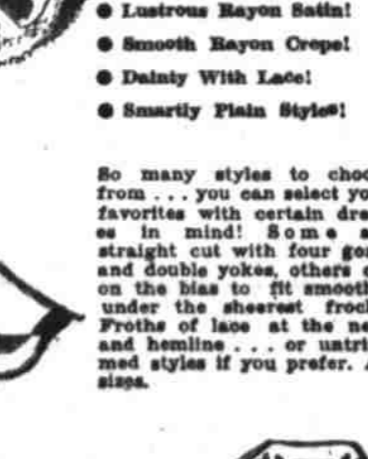 ● Lustrous Rayon Satin!
● Smooth Rayon Crepe!
● Dainty With Lace!
● Smartly Plain Styles!
So many styles to choo
from ... you can select yo
favorites with certain dre
es in mind! Some a
straight cut with four gor
and double yokes, others c
on the bias to fit smooth
under the sheerest frock
Froths of lace at the ne
and hemline ... or untri
med styles if you prefer. A
sizes.